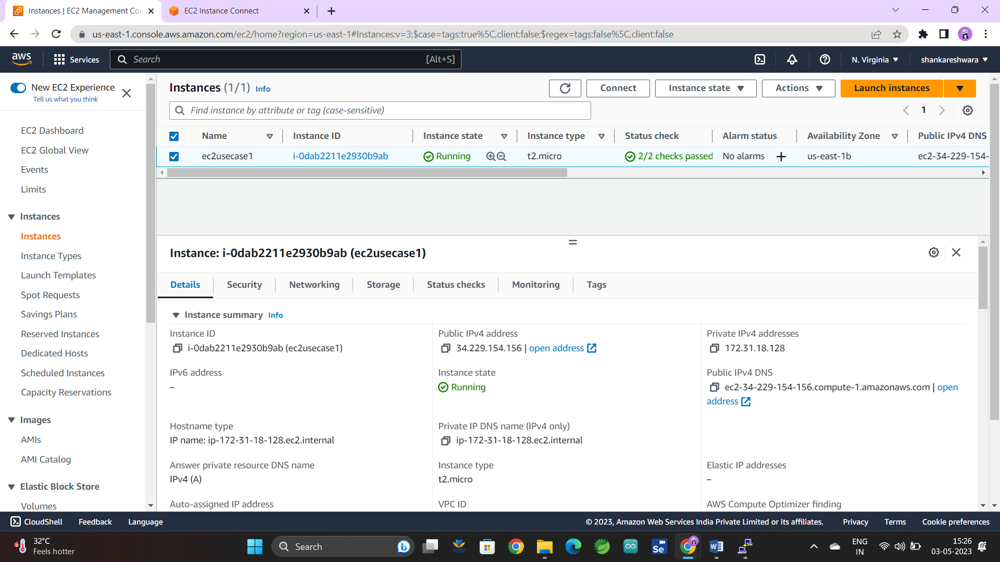 Instances | EC2 Management Con
EC2 Instance Connect
us-east-1.console.aws.amazon.com/ec2/home?region=us-east-1#Instances:v=3;$case=tags:true%5C,client:false;$regex=tags:false%5C,client:false
aws
Services
Search
[Alt+S]
N. Virginia
shankareshwara
New EC2 Experience
Tell us what you think
EC2 Dashboard
EC2 Global View
Events
Limits
Instances
Instances
Instance Types
Launch Templates
Spot Requests
Savings Plans
Reserved Instances
Dedicated Hosts
Scheduled Instances
Capacity Reservations
Images
AMIs
AMI Catalog
Elastic Block Store
Volumes
Instances (1/1) Info
Connect
Instance state
Actions
Launch instances
Find instance by attribute or tag (case-sensitive)
1
Name Instance ID Instance state Instance type Status check Alarm status Availability Zone Public IPv4 DNS
ec2usecase1 i-0dab2211e2930b9ab Running t2.micro 2/2 checks passed No alarms us-east-1b ec2-34-229-154-
Instance: i-0dab2211e2930b9ab (ec2usecase1)
Details Security Networking Storage Status checks Monitoring Tags
Instance summary Info
Instance ID
i-0dab2211e2930b9ab (ec2usecase1)
Public IPv4 address
34.229.154.156 | open address
Private IPv4 addresses
172.31.18.128
IPv6 address
–
Instance state
Running
Public IPv4 DNS
ec2-34-229-154-156.compute-1.amazonaws.com | open
address
Hostname type
IP name: ip-172-31-18-128.ec2.internal
Private IP DNS name (IPv4 only)
ip-172-31-18-128.ec2.internal
Answer private resource DNS name
IPv4 (A)
Instance type
t2.micro
Elastic IP addresses
–
Auto-assigned IP address
VPC ID
AWS Compute Optimizer finding
CloudShell
Feedback
Language
© 2023, Amazon Web Services India Private Limited or its affiliates.
Privacy
Terms
Cookie preferences
32°C
Feels hotter
Search
Se
ENG
IN
15:26
03-05-2023